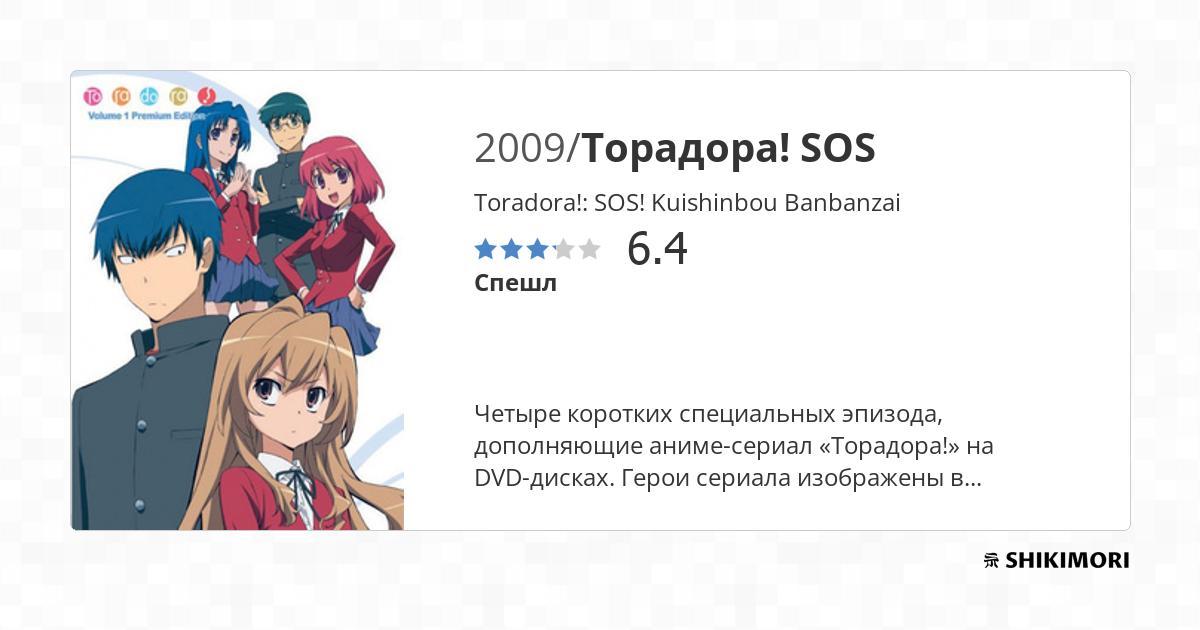 To ra do ra !
Volume 1 Premium Edition
2009/Торадора! SOS
Toradora!: SOS! Kuishinbou Banbanzai
6.4
Спешл
Четыре коротких специальных эпизода,
дополняющие аниме-сериал «Торадора!» на
DVD-дисках. Герои сериала изображены в...
SHIKIMORI